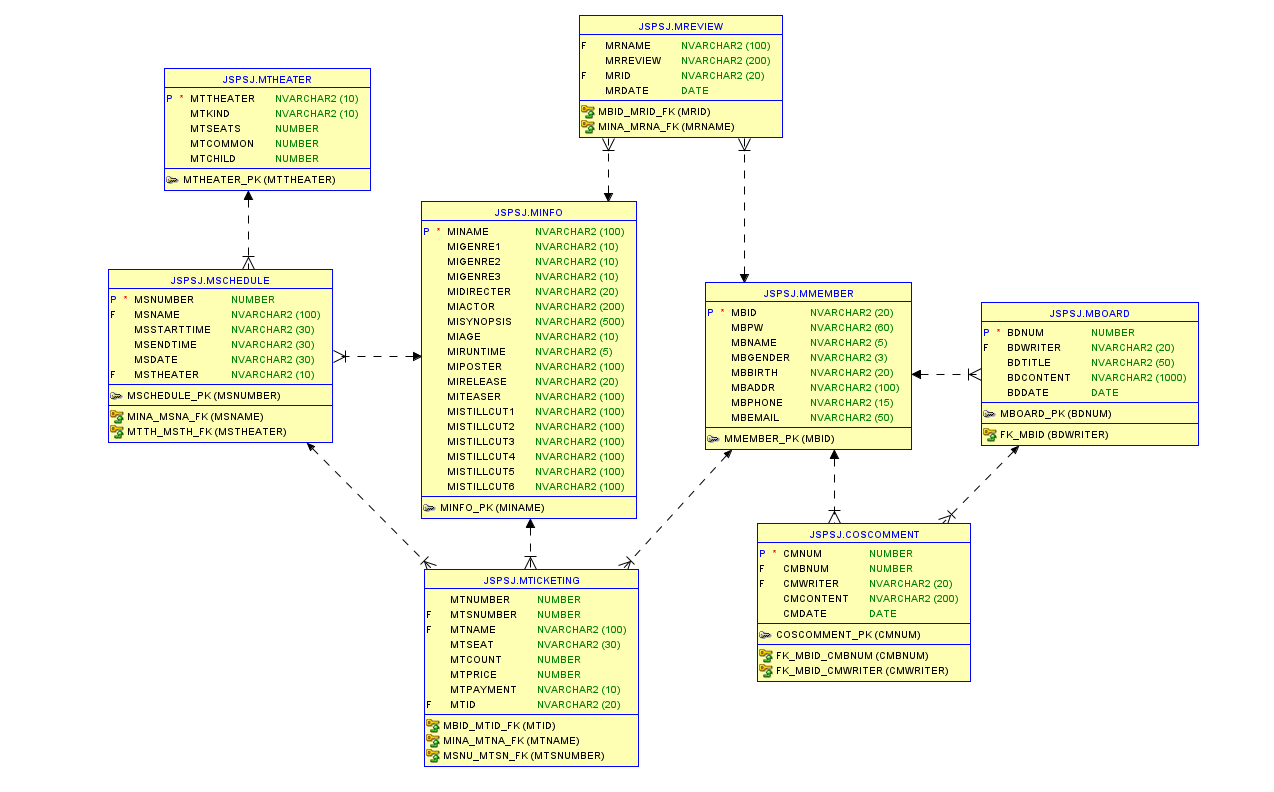 JSPSJ.MREVIEW
F MRNAME NVARCHAR2 (100)
MRREVIEW NVARCHAR2 (200)
F MRID NVARCHAR2 (20)
MRDATE DATE
MBID_MRID_FK (MRID)
MINA_MRNA_FK (MRNAME)
JSPSJ.MTHEATER
P * MTTHEATER NVARCHAR2 (10)
MTKIND NVARCHAR2 (10)
MTSEATS NUMBER
MTCOMMON NUMBER
MTCHILD NUMBER
MTHEATER_PK (MTTHEATER)
JSPSJ.MINFO
P * MINAME NVARCHAR2 (100)
MIGENRE1 NVARCHAR2 (10)
MIGENRE2 NVARCHAR2 (10)
MIGENRE3 NVARCHAR2 (10)
MIDIRECTER NVARCHAR2 (20)
MIACTOR NVARCHAR2 (200)
MISYNOPSIS NVARCHAR2 (500)
MIAGE NVARCHAR2 (10)
MIRUNTIME NVARCHAR2 (5)
MIPOSTER NVARCHAR2 (100)
MIRELEASE NVARCHAR2 (20)
MITEASER NVARCHAR2 (100)
MISTILLCUT1 NVARCHAR2 (100)
MISTILLCUT2 NVARCHAR2 (100)
MISTILLCUT3 NVARCHAR2 (100)
MISTILLCUT4 NVARCHAR2 (100)
MISTILLCUT5 NVARCHAR2 (100)
MISTILLCUT6 NVARCHAR2 (100)
MINFO_PK (MINAME)
JSPSJ.MSCHEDULE
P * MSNUMBER NUMBER
F MSNAME NVARCHAR2 (100)
MSSTARTTIME NVARCHAR2 (30)
MSENDTIME NVARCHAR2 (30)
MSDATE NVARCHAR2 (30)
F MSTHEATER NVARCHAR2 (10)
MSCHEDULE_PK (MSNUMBER)
MINA_MSNA_FK (MSNAME)
MTTH_MSTH_FK (MSTHEATER)
JSPSJ.MMEMBER
P * MBID NVARCHAR2 (20)
MBPW NVARCHAR2 (60)
MBNAME NVARCHAR2 (5)
MBGENDER NVARCHAR2 (3)
MBBIRTH NVARCHAR2 (20)
MBADDR NVARCHAR2 (100)
MBPHONE NVARCHAR2 (15)
MBEMAIL NVARCHAR2 (50)
MMEMBER_PK (MBID)
JSPSJ.MBOARD
P * BDNUM NUMBER
F BDWRITER NVARCHAR2 (20)
BDTITLE NVARCHAR2 (50)
BDCONTENT NVARCHAR2 (1000)
BDDATE DATE
MBOARD_PK (BDNUM)
FK_MBID (BDWRITER)
JSPSJ.COSCOMMENT
P * CMNUM NUMBER
F CMBNUM NUMBER
F CMWRITER NVARCHAR2 (20)
CMCONTENT NVARCHAR2 (200)
CMDATE DATE
COSCOMMENT_PK (CMNUM)
FK_MBID_CMBNUM (CMBNUM)
FK_MBID_CMWRITER (CMWRITER)
JSPSJ.MTICKETING
MTNUMBER NUMBER
F MTSNUMBER NUMBER
F MTNAME NVARCHAR2 (100)
MTSEAT NVARCHAR2 (30)
MTCOUNT NUMBER
MTPRICE NUMBER
MTPAYMENT NVARCHAR2 (10)
F MTID NVARCHAR2 (20)
MBID_MTID_FK (MTID)
MINA_MTNA_FK (MTNAME)
MSNU_MTSN_FK (MTSNUMBER)